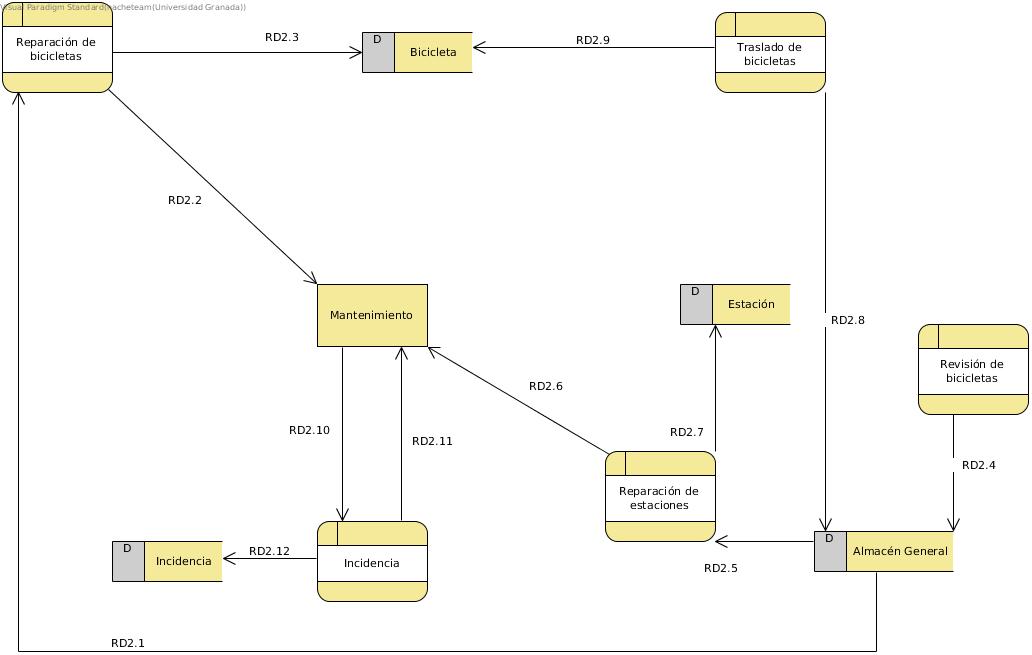 Visual Paradigm Standard(kacheteam(Universidad Granada))
Reparación de
bicicletas
RD2.3
D
Bicicleta
RD2.9
Traslado de
bicicletas
RD2.2
Mantenimiento
D
Estación
RD2.8
Revisión de
bicicletas
RD2.6
RD2.10
RD2.11
RD2.7
RD2.4
Reparación de
estaciones
D
Incidencia
RD2.12
Incidencia
RD2.5
D
Almacén General
RD2.1